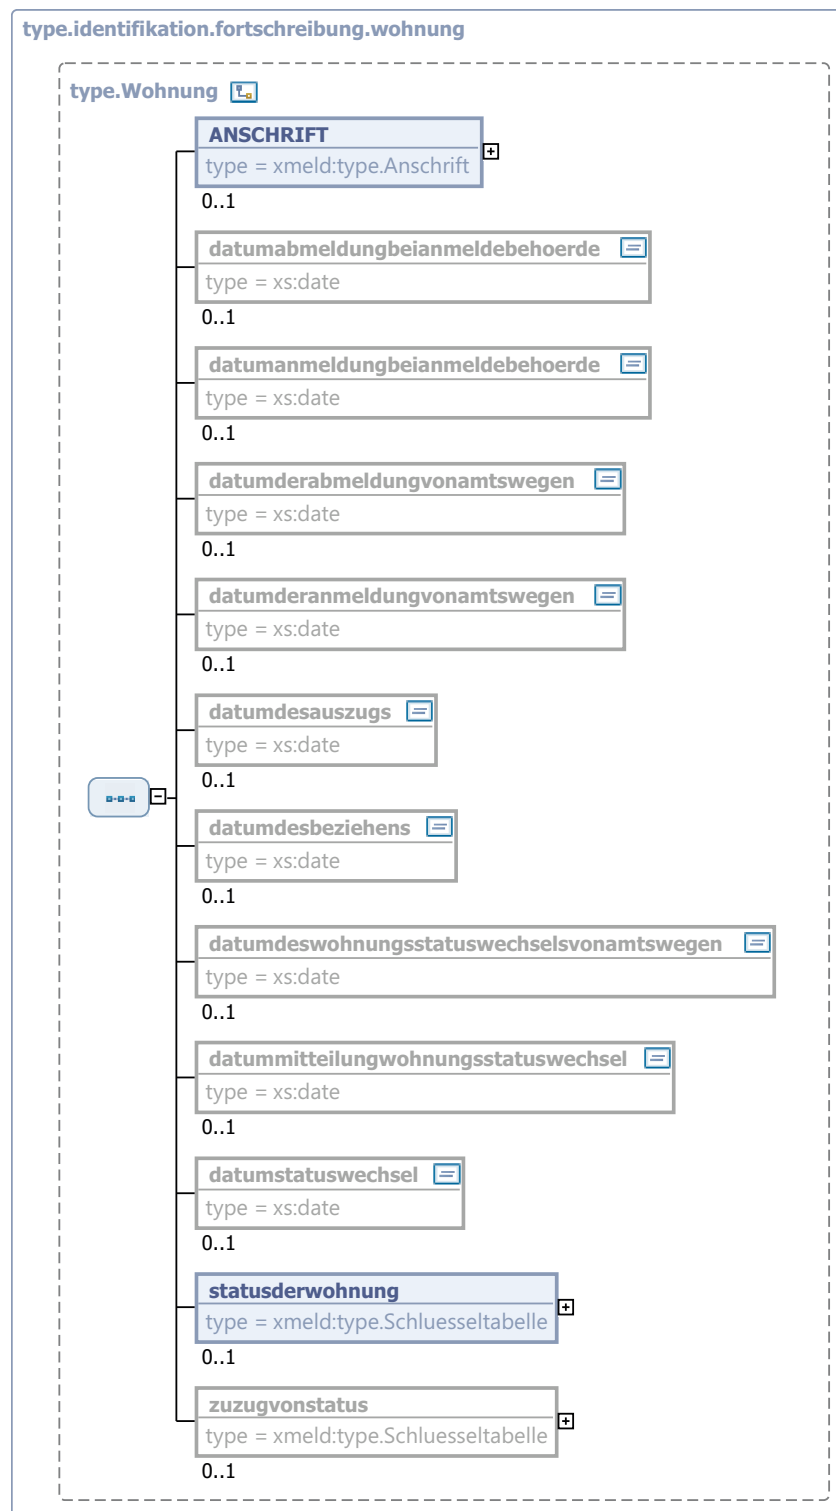 type.identifikation.fortschreibung.wohnung
type.Wohnung
ANSCHRIFT
type = xmeld:type.Anschrift
0..1
datumabmeldungbeianmeldebehoerde
type = xs:date
0..1
datumanmeldungbeianmeldebehoerde
type = xs:date
0..1
datumderabmeldungvonamtswegen
type = xs:date
0..1
datumderanmeldungvonamtswegen
type = xs:date
0..1
datumdesauszugs
type = xs:date
0..1
datumdesbeziehens
type = xs:date
0..1
datumdeswohnungsstatuswechselsvonamtswegen
type = xs:date
0..1
datummitteilungwohnungsstatuswechsel
type = xs:date
0..1
datumstatuswechsel
type = xs:date
0..1
statusderwohnung
type = xmeld:type.Schluesseltabelle
0..1
zuzugvonstatus
type = xmeld:type.Schluesseltabelle
0..1